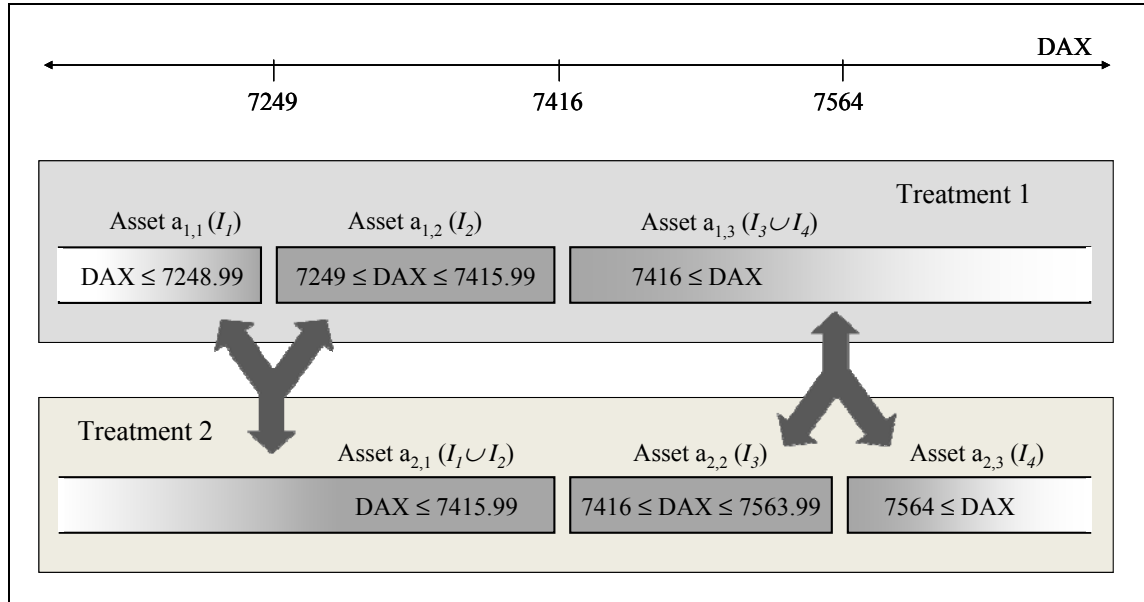 DAX
7249 7416 7564
Treatment 1
Asset a1,1 (I1) Asset a1,2 (I2) Asset a1,3 (I3∪I4)
DAX ≤ 7248.99 7249 ≤ DAX ≤ 7415.99 7416 ≤ DAX
Treatment 2
Asset a2,1 (I1∪I2) Asset a2,2 (I3) Asset a2,3 (I4)
DAX ≤ 7415.99 7416 ≤ DAX ≤ 7563.99 7564 ≤ DAX